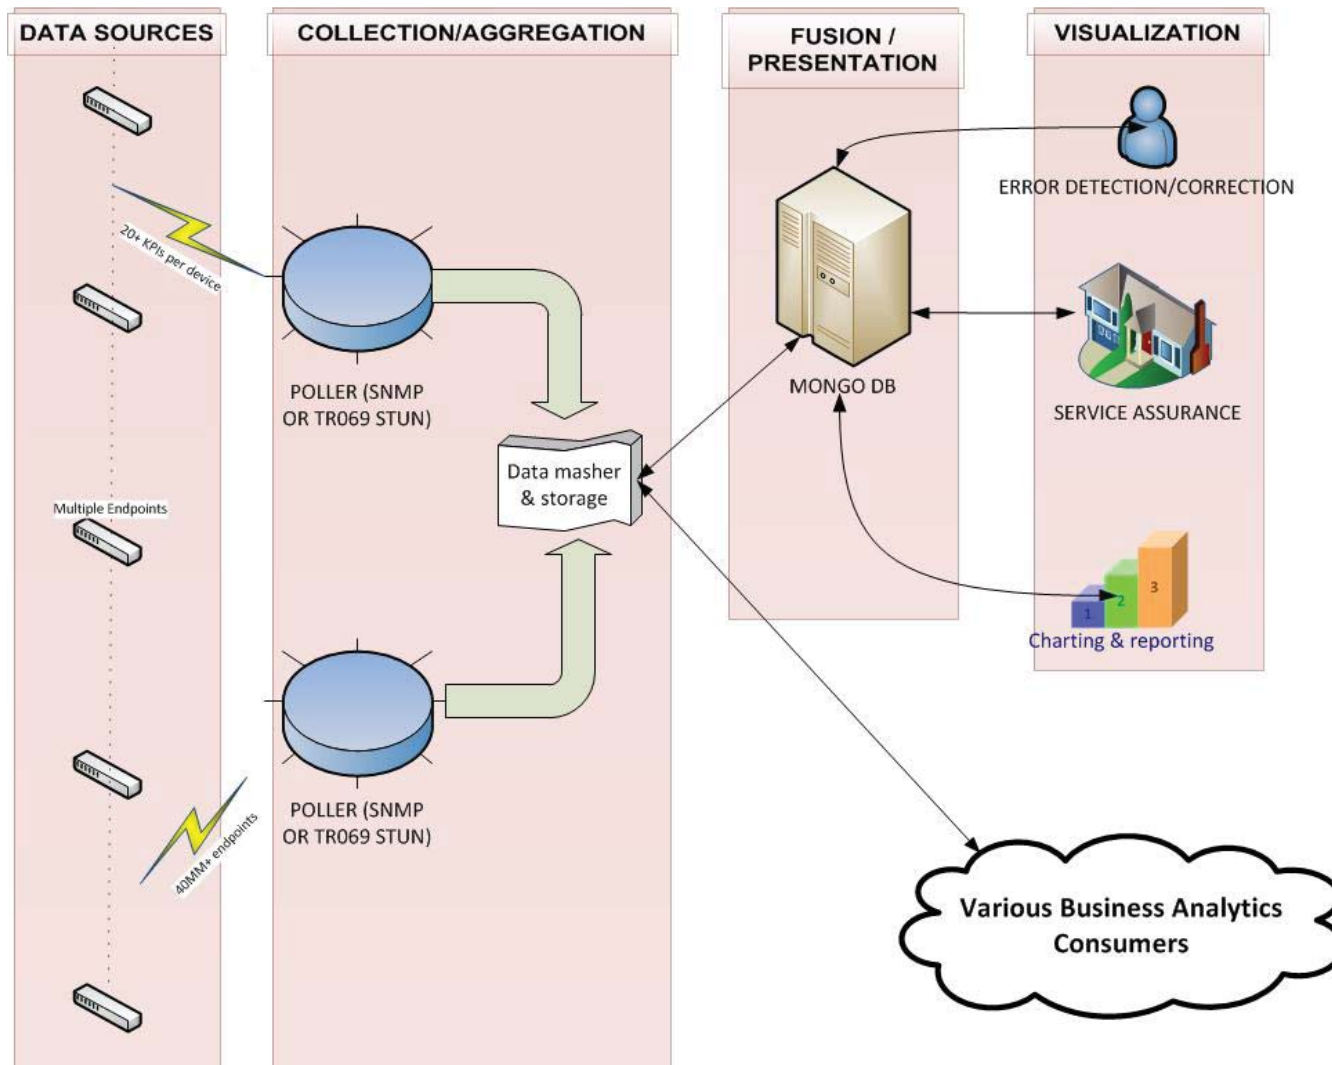 DATA SOURCES
COLLECTION/AGGREGATION
FUSION /
PRESENTATION
VISUALIZATION
20+ KPIs per device
POLLER (SNMP
OR TR069 STUN)
Multiple Endpoints
Data masher
& storage
MONGO DB
ERROR DETECTION/CORRECTION
SERVICE ASSURANCE
1
2
3
Charting & reporting
40MM+ endpoints
POLLER (SNMP
OR TR069 STUN)
Various Business Analytics
Consumers